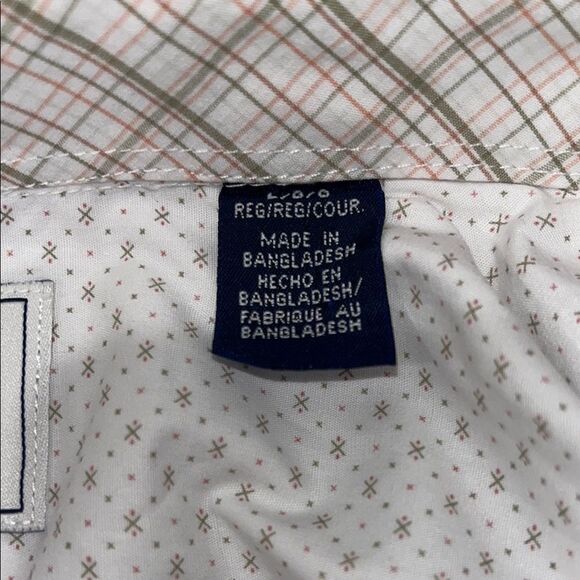 REG/REG/COUR.
MADE IN
BANGLADESH
HECHO EN
BANGLADESH/
FABRIQUE AU
BANGLADESH